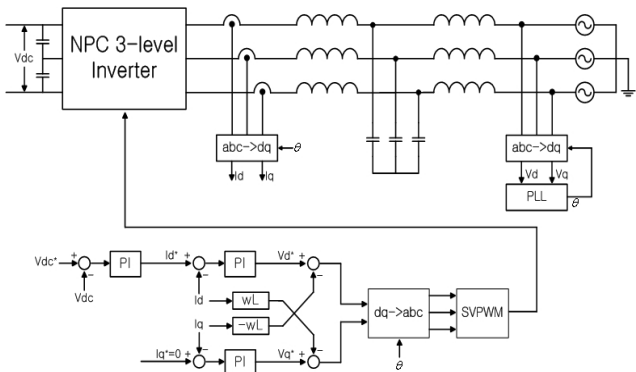 NPC 3-level
Inverter
Vdc
abc->dq
θ
Id
Iq
abc->dq
Vd
Vq
PLL
θ
Vdc*
+
-
Vdc
PI
Id*
+
-
PI
Vd*
+
-
Id
wL
Iq
-wL
Iq*=0
+
-
PI
Vq*
+
-
dq->abc
θ
SVPWM